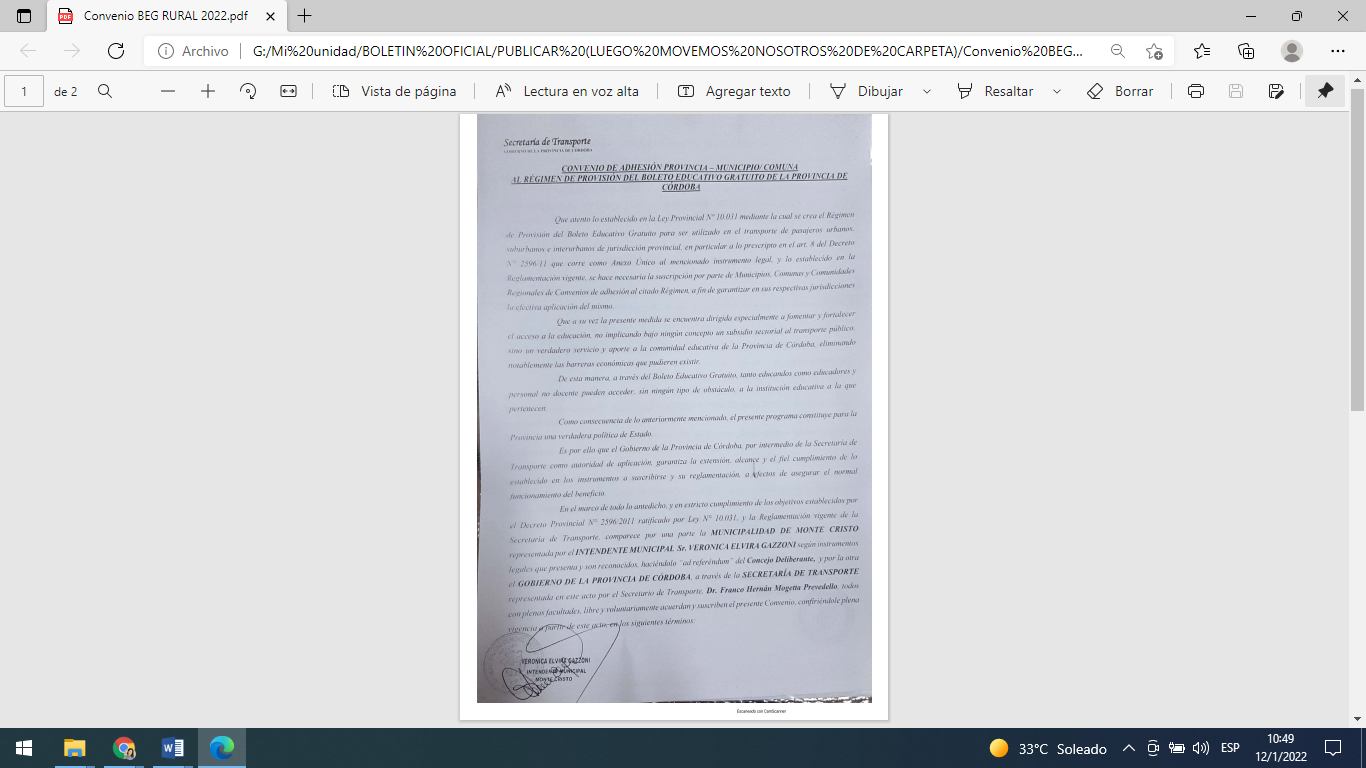 Convenio BEG RURAL 2022.pdf
Archivo
G:/Mi%20unidad/BOLETIN%20OFICIAL/PUBLICAR%20(LUEGO%20MOVEMOS%20NOSOTROS%20DE%20CARPETA)/Convenio%20BEG...
1 de 2
Vista de página
Lectura en voz alta
Agregar texto
Dibujar
Resaltar
Borrar
Secretaría de Transporte
GOBIERNO DE LA PROVINCIA DE CÓRDOBA
CONVENIO DE ADHESIÓN PROVINCIA – MUNICIPIO/ COMUNA
AL RÉGIMEN DE PROVISIÓN DEL BOLETO EDUCATIVO GRATUITO DE LA PROVINCIA DE
CÓRDOBA
Que atento lo establecido en la Ley Provincial N° 10.031 mediante la cual se crea el Régimen
de Provisión del Boleto Educativo Gratuito para ser utilizado en el transporte de pasajeros urbanos,
suburbanos e interurbanos de jurisdicción provincial, en particular a lo prescripto en el art. 8 del Decreto
N° 2596/11 que corre como Anexo Único al mencionado instrumento legal, y lo establecido en la
Reglamentación vigente, se hace necesaria la suscripción por parte de Municipios, Comunas y Comunidades
Regionales de Convenios de adhesión al citado Régimen, a fin de garantizar en sus respectivas jurisdicciones
la efectiva aplicación del mismo.
Que a su vez la presente medida se encuentra dirigida especialmente a fomentar y fortalecer
el acceso a la educación, no implicando bajo ningún concepto un subsidio sectorial al transporte público,
sino un verdadero servicio y aporte a la comunidad educativa de la Provincia de Córdoba, eliminando
notablemente las barreras económicas que pudieren existir.
De esta manera, a través del Boleto Educativo Gratuito, tanto educandos como educadores y
personal no docente pueden acceder, sin ningún tipo de obstáculo, a la institución educativa a la que
pertenecen.
Como consecuencia de lo anteriormente mencionado, el presente programa constituye para la
Provincia una verdadera política de Estado.
Es por ello que el Gobierno de la Provincia de Córdoba, por intermedio de la Secretaría de
Transporte como autoridad de aplicación, garantiza la extensión, alcance y el fiel cumplimiento de lo
establecido en los instrumentos a suscribirse y su reglamentación, a efectos de asegurar el normal
funcionamiento del beneficio.
En el marco de todo lo antedicho, y en estricto cumplimiento de los objetivos establecidos por
el Decreto Provincial N° 2596/2011 ratificado por Ley N° 10.031, y la Reglamentación vigente de la
Secretaría de Transporte, comparece por una parte la MUNICIPALIDAD DE MONTE CRISTO
representada por el INTENDENTE MUNICIPAL Sr. VERONICA ELVIRA GAZZONI según instrumentos
legales que presenta y son reconocidos, haciéndolo "ad referéndum" del Concejo Deliberante, y por la otra
el GOBIERNO DE LA PROVINCIA DE CÓRDOBA, a través de la SECRETARÍA DE TRANSPORTE
representada en este acto por el Secretario de Transporte, Dr. Franco Hernán Mogetta Prevedello, todos
con plenas facultades, libre y voluntariamente acuerdan y suscriben el presente Convenio, confiriéndole plena
vigencia a partir de este acto, en los siguientes términos:
VERONICA ELVIRA GAZZONI
INTENDENTE MUNICIPAL
MONTE CRISTO
Escaneado con CamScanner
33°C Soleado
ESP
10:49
12/1/2022